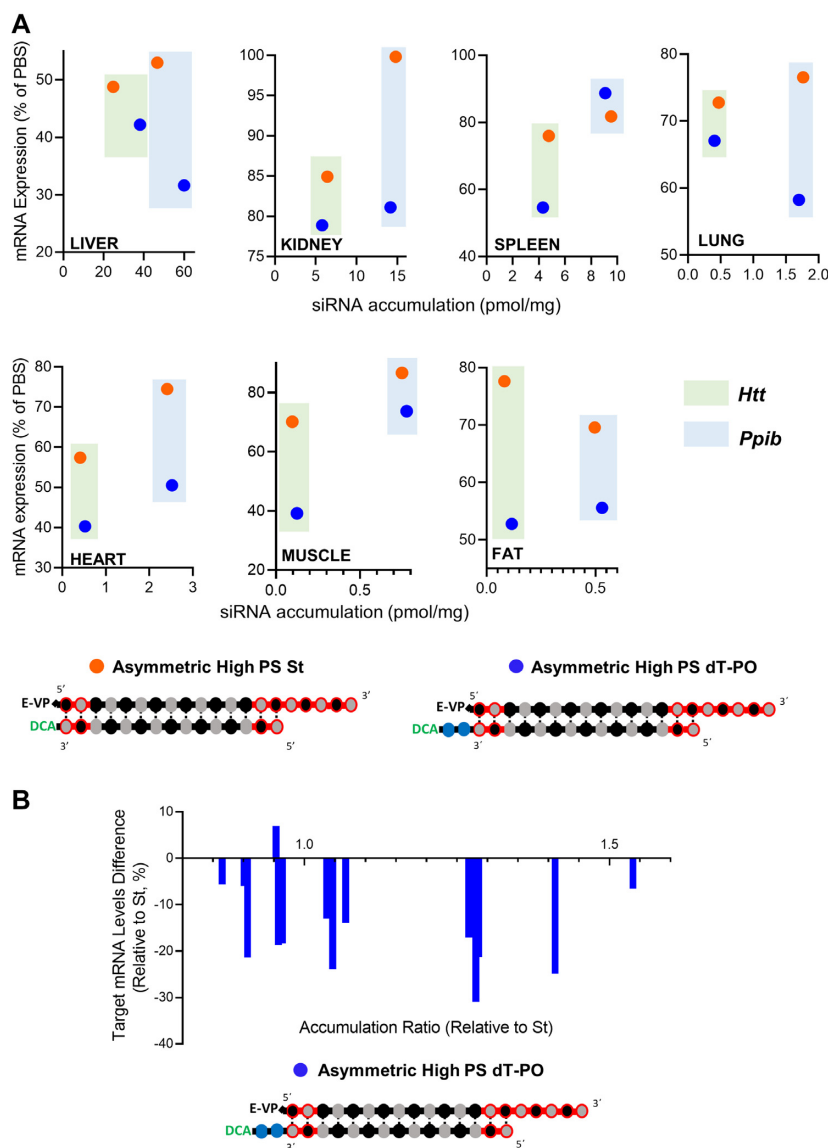 A
mRNA Expression (% of PBS)
50
40
30
20
LIVER
0 20 40 60
100
95
90
85
80
75
KIDNEY
0 5 10 15
100
80
60
40
SPLEEN
0 2 4 6 8 10
80
70
60
50
LUNG
0.0 0.5 1.0 1.5 2.0
siRNA accumulation (pmol/mg)
mRNA expression (% of PBS)
80
70
60
50
40
30
HEART
0 1 2 3
80
60
40
20
MUSCLE
0.0 0.5
80
70
60
50
FAT
0.0 0.5
Htt
Ppib
siRNA accumulation (pmol/mg)
Asymmetric High PS St
5´
E-VP
3´
DCA
3´
5´
Asymmetric High PS dT-PO
5´
E-VP
3´
DCA
3´
5´
B
Target mRNA Levels Difference
(Relative to St, %)
10
0
-10
-20
-30
-40
1.0 1.5
Accumulation Ratio (Relative to St)
Asymmetric High PS dT-PO
5´
E-VP
3´
DCA
3´
5´